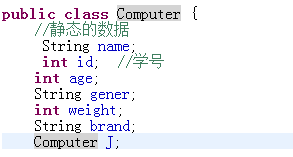 public class Computer {
//静态的数据
String name;
int id;  //学号
int age;
String gener;
int weight;
String brand;
Computer J;